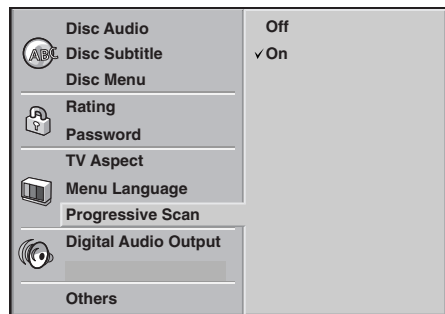 Disc Audio
Disc Subtitle
Disc Menu
Rating
Password
TV Aspect
Menu Language
Progressive Scan
Digital Audio Output
Others
Off
✓ On
ABC